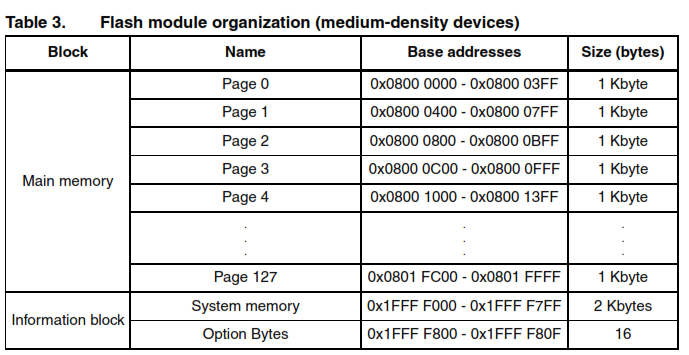 Table 3. Flash module organization (medium-density devices)
Block Name Base addresses Size (bytes)
Main memory
Page 0 0x0800 0000 - 0x0800 03FF 1 Kbyte
Page 1 0x0800 0400 - 0x0800 07FF 1 Kbyte
Page 2 0x0800 0800 - 0x0800 0BFF 1 Kbyte
Page 3 0x0800 0C00 - 0x0800 0FFF 1 Kbyte
Page 4 0x0800 1000 - 0x0800 13FF 1 Kbyte
. . .
. . .
. . .
Page 127 0x0801 FC00 - 0x0801 FFFF 1 Kbyte
Information block
System memory 0x1FFF F000 - 0x1FFF F7FF 2 Kbytes
Option Bytes 0x1FFF F800 - 0x1FFF F80F 16